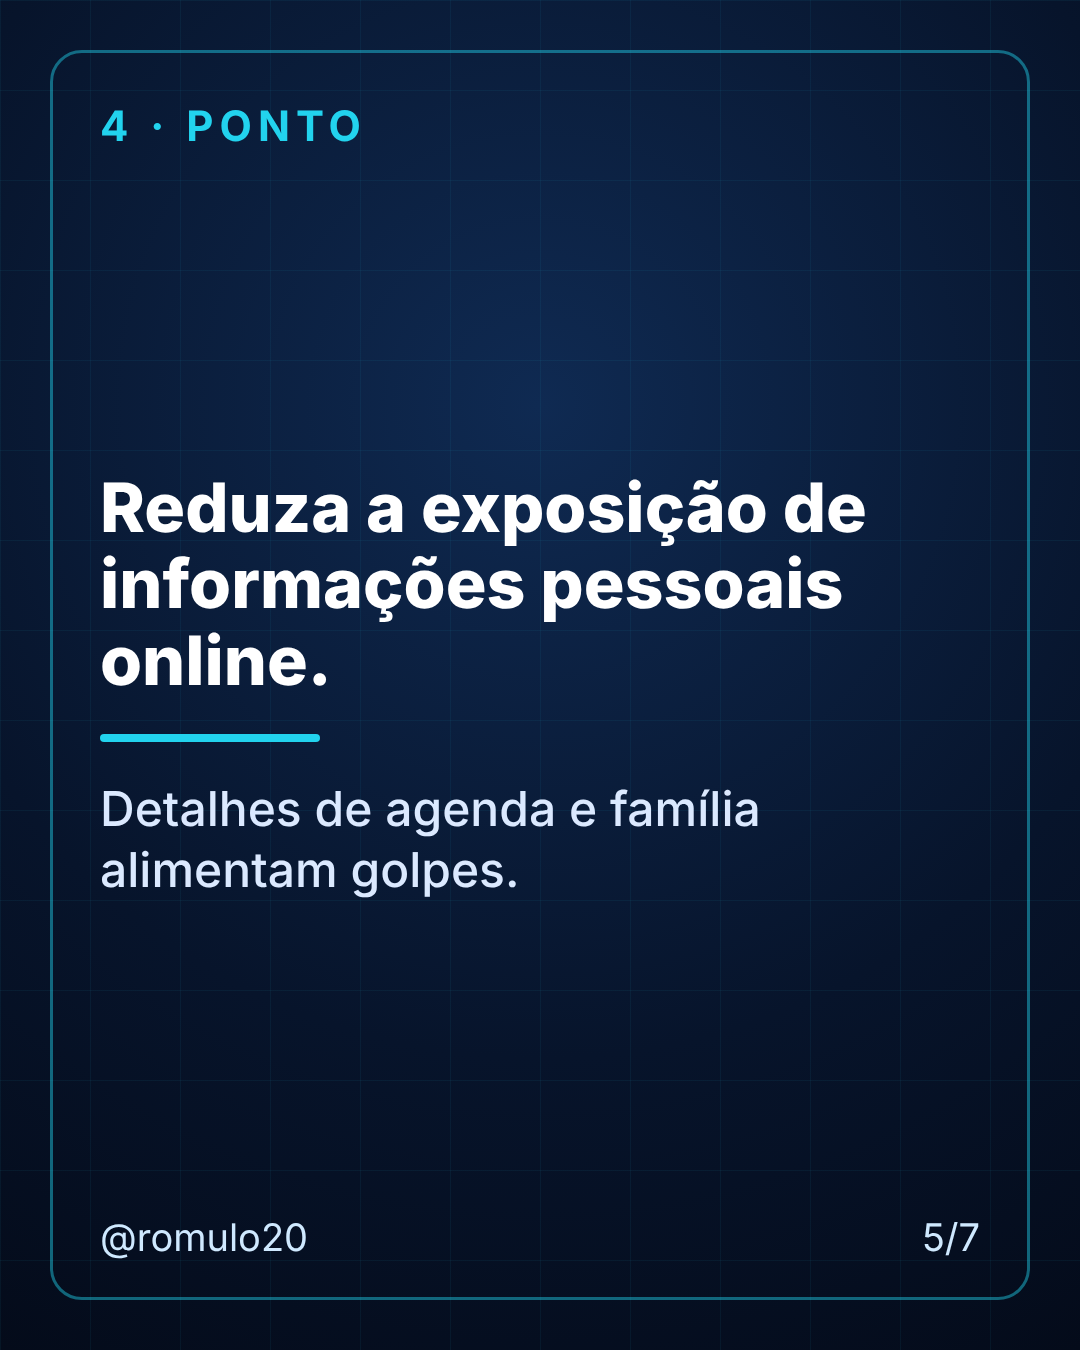 4 · PONTO
Reduza a exposição de
informações pessoais
online.
Detalhes de agenda e família
alimentam golpes.
@romulo20
5/7